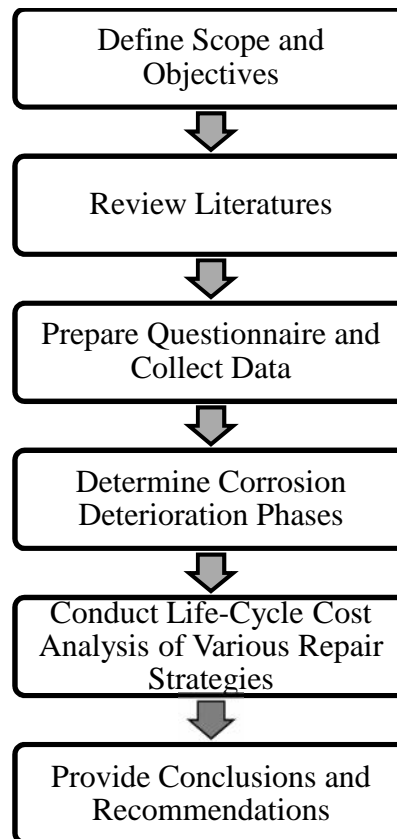 Define Scope and
Objectives
Review Literatures
Prepare Questionnaire and
Collect Data
Determine Corrosion
Deterioration Phases
Conduct Life-Cycle Cost
Analysis of Various Repair
Strategies
Provide Conclusions and
Recommendations